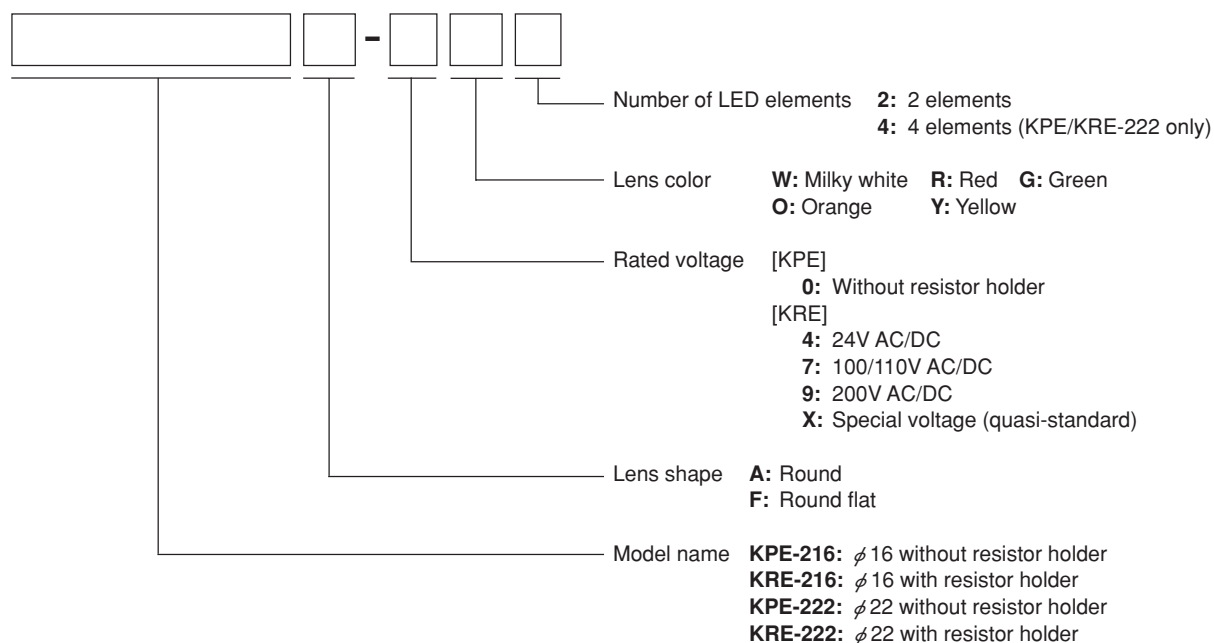 -
Number of LED elements 2: 2 elements
4: 4 elements (KPE/KRE-222 only)
Lens color W: Milky white R: Red G: Green
O: Orange Y: Yellow
Rated voltage [KPE]
0: Without resistor holder
[KRE]
4: 24V AC/DC
7: 100/110V AC/DC
9: 200V AC/DC
X: Special voltage (quasi-standard)
Lens shape A: Round
F: Round flat
Model name KPE-216: ϕ16 without resistor holder
KRE-216: ϕ16 with resistor holder
KPE-222: ϕ22 without resistor holder
KRE-222: ϕ22 with resistor holder